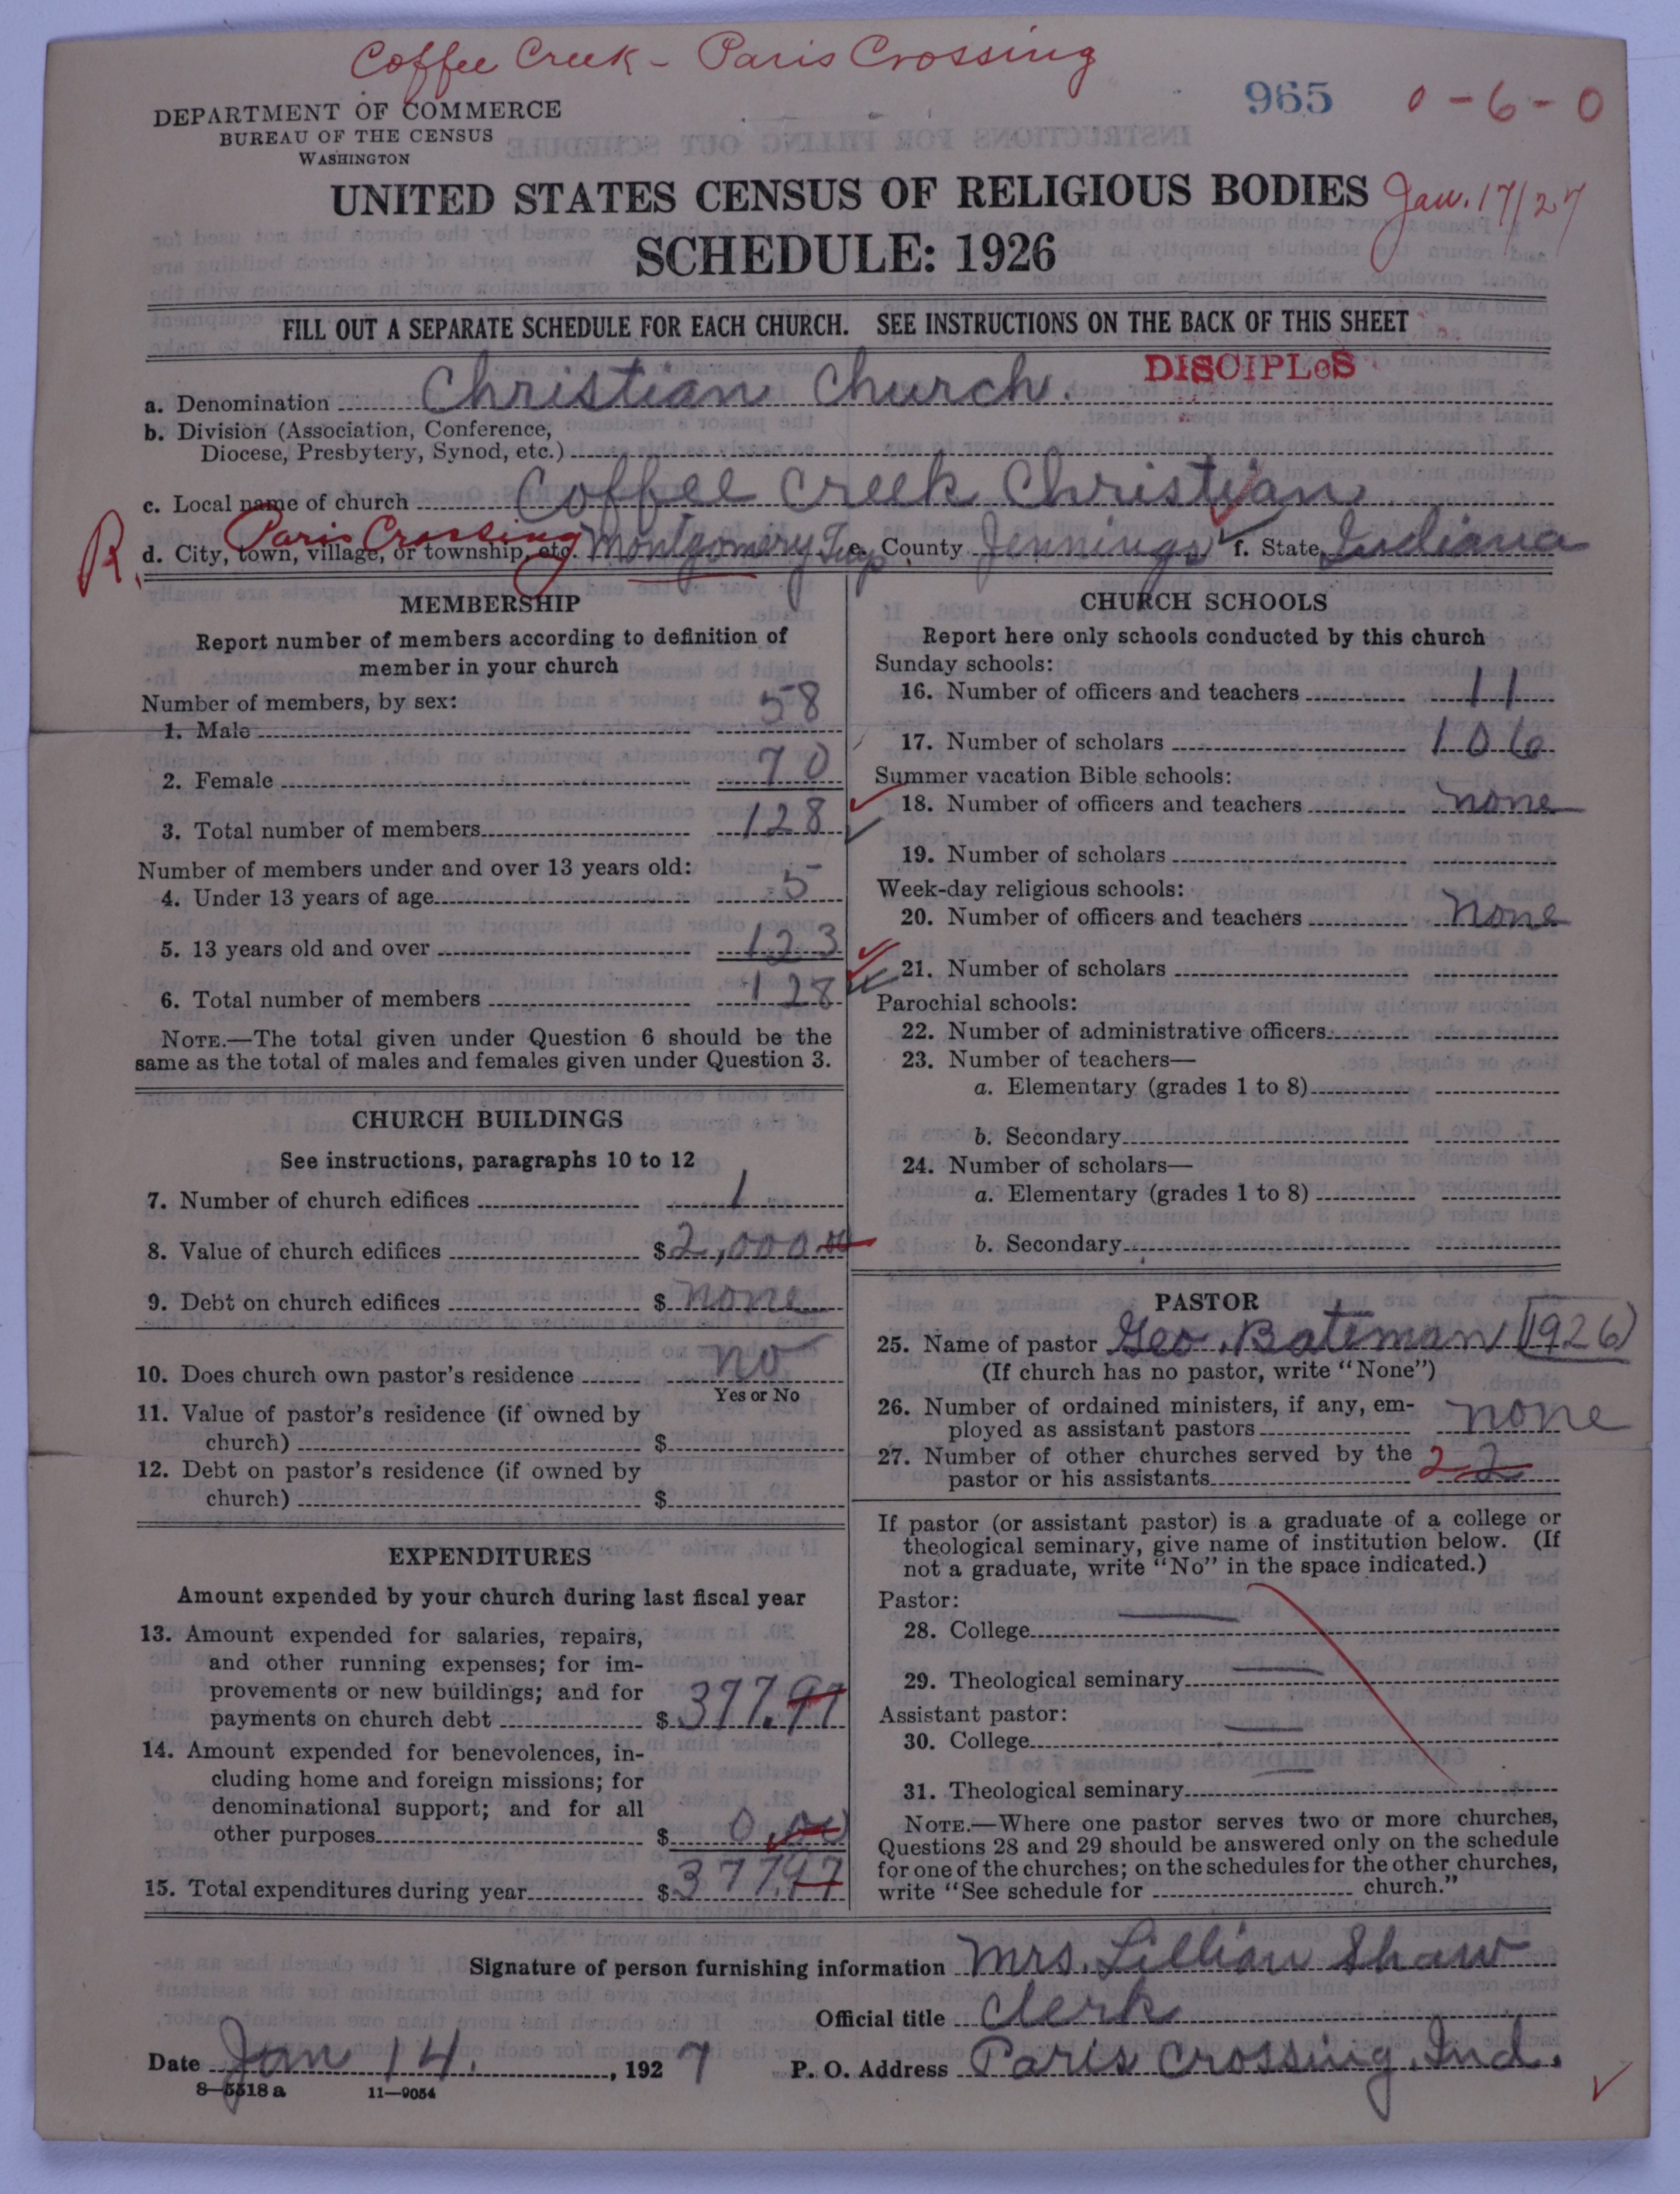 Coffee Creek - Paris Crossing
DEPARTMENT OF COMMERCE
BUREAU OF THE CENSUS
WASHINGTON
965 0-6-0
UNITED STATES CENSUS OF RELIGIOUS BODIES
Jan. 17/27
SCHEDULE: 1926
FILL OUT A SEPARATE SCHEDULE FOR EACH CHURCH. SEE INSTRUCTIONS ON THE BACK OF THIS SHEET
DISCIPLeS
a. Denomination Christian Church.
b. Division (Association, Conference,
Diocese, Presbytery, Synod, etc.)
c. Local name of church Coffee Creek Christian
R. Paris Crossing
d. City, town, village, or township, etc. Montgomery Twp e. County Jennings f. State Indiana
MEMBERSHIP
Report number of members according to definition of
member in your church
Number of members, by sex:
1. Male 58
2. Female 70
3. Total number of members 128
Number of members under and over 13 years old:
4. Under 13 years of age 5
5. 13 years old and over 123
6. Total number of members 128
NOTE.—The total given under Question 6 should be the
same as the total of males and females given under Question 3.
CHURCH BUILDINGS
See instructions, paragraphs 10 to 12
7. Number of church edifices 1
8. Value of church edifices $ 2,000.00
9. Debt on church edifices $ none
10. Does church own pastor's residence no
Yes or No
11. Value of pastor's residence (if owned by
church) $
12. Debt on pastor's residence (if owned by
church) $
EXPENDITURES
Amount expended by your church during last fiscal year
13. Amount expended for salaries, repairs,
and other running expenses; for im-
provements or new buildings; and for
payments on church debt $ 377.97
14. Amount expended for benevolences, in-
cluding home and foreign missions; for
denominational support; and for all
other purposes $ 0.00
15. Total expenditures during year $ 377.97
CHURCH SCHOOLS
Report here only schools conducted by this church
Sunday schools:
16. Number of officers and teachers 11
17. Number of scholars 106
Summer vacation Bible schools:
18. Number of officers and teachers none
19. Number of scholars
Week-day religious schools:
20. Number of officers and teachers none
21. Number of scholars
Parochial schools:
22. Number of administrative officers
23. Number of teachers—
a. Elementary (grades 1 to 8)
b. Secondary
24. Number of scholars—
a. Elementary (grades 1 to 8)
b. Secondary
PASTOR
25. Name of pastor Geo. Bateman (1926)
(If church has no pastor, write "None")
26. Number of ordained ministers, if any, em-
ployed as assistant pastors none
27. Number of other churches served by the
pastor or his assistants 2 2
If pastor (or assistant pastor) is a graduate of a college or
theological seminary, give name of institution below. (If
not a graduate, write "No" in the space indicated.)
Pastor:
28. College
29. Theological seminary
Assistant pastor:
30. College
31. Theological seminary
NOTE.—Where one pastor serves two or more churches,
Questions 28 and 29 should be answered only on the schedule
for one of the churches; on the schedules for the other churches,
write "See schedule for church."
Signature of person furnishing information Mrs. Lillian Shaw
Official title Clerk
Date Jan 14. , 1927 P. O. Address Paris Crossing, Ind.
8-5518 a 11-9054